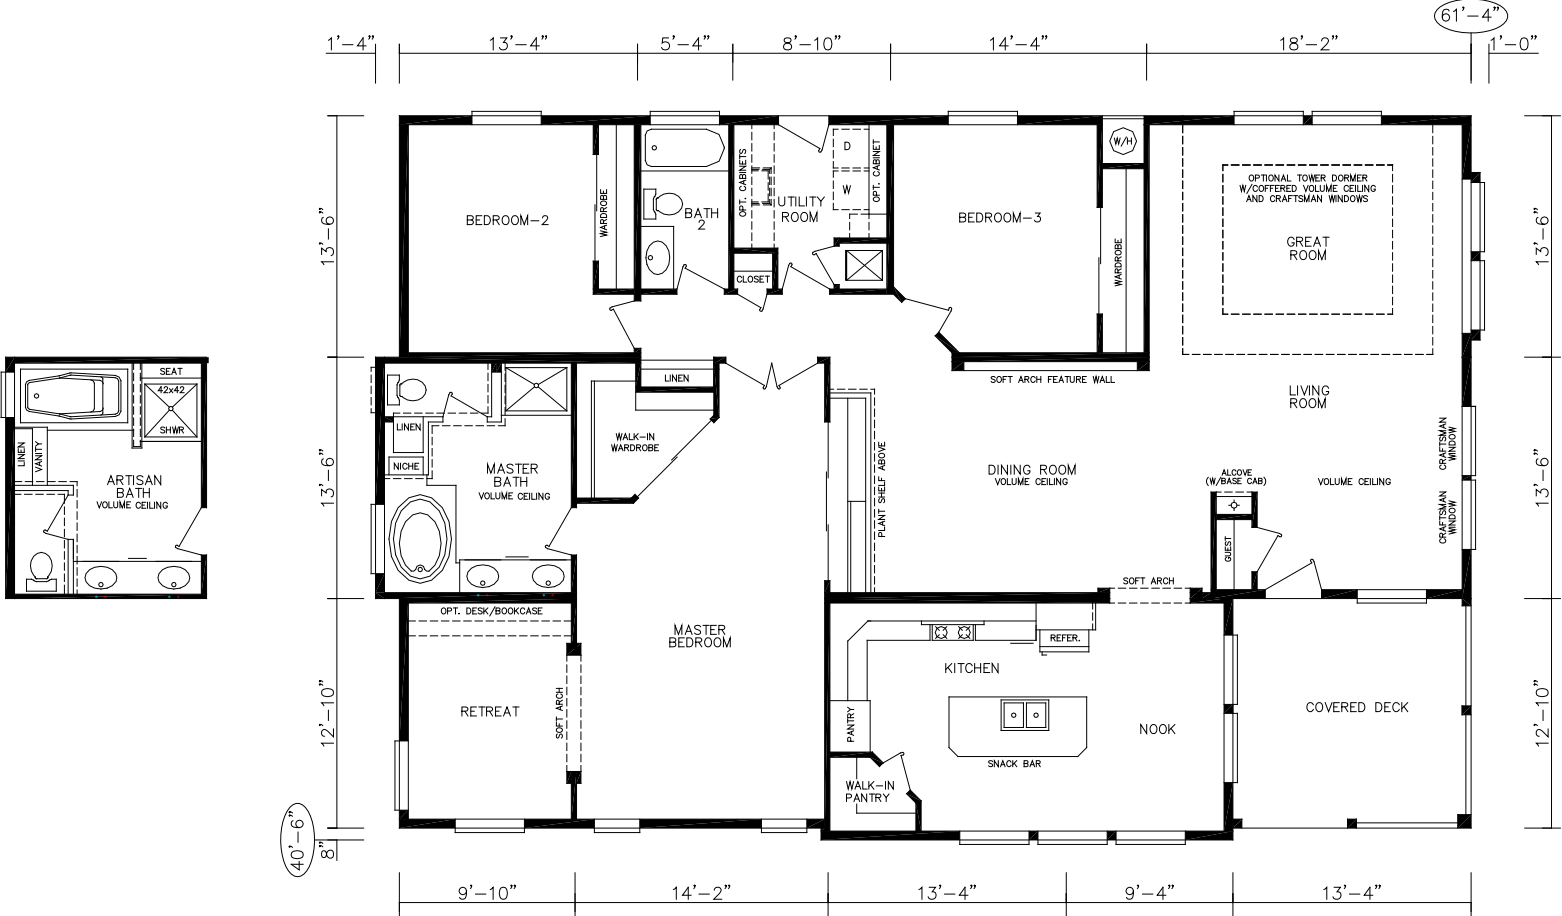 61'-4"
1'-4"
13'-4"
5'-4"
8'-10"
14'-4"
18'-2"
1'-0"
13'-6"
BEDROOM-2
WARDROBE
BATH
2
OPT. CABINETS
UTILITY
ROOM
D
W
OPT. CABINET
CLOSET
BEDROOM-3
WARDROBE
W/H
OPTIONAL TOWER DORMER
W/COFFERED VOLUME CEILING
AND CRAFTSMAN WINDOWS
GREAT
ROOM
13'-6"
SEAT
42x42
SHWR
LINEN
VANITY
ARTISAN
BATH
VOLUME CEILING
13'-6"
LINEN
NICHE
MASTER
BATH
VOLUME CEILING
LINEN
WALK-IN
WARDROBE
PLANT SHELF ABOVE
SOFT ARCH FEATURE WALL
DINING ROOM
VOLUME CEILING
LIVING
ROOM
ALCOVE
(W/BASE CAB)
VOLUME CEILING
GUEST
CRAFTSMAN
WINDOW
CRAFTSMAN
WINDOW
13'-6"
SOFT ARCH
OPT. DESK/BOOKCASE
RETREAT
SOFT ARCH
MASTER
BEDROOM
KITCHEN
REFER.
PANTRY
WALK-IN
PANTRY
SNACK BAR
NOOK
COVERED DECK
12'-10"
12'-10"
40'-6"
8"
9'-10"
14'-2"
13'-4"
9'-4"
13'-4"